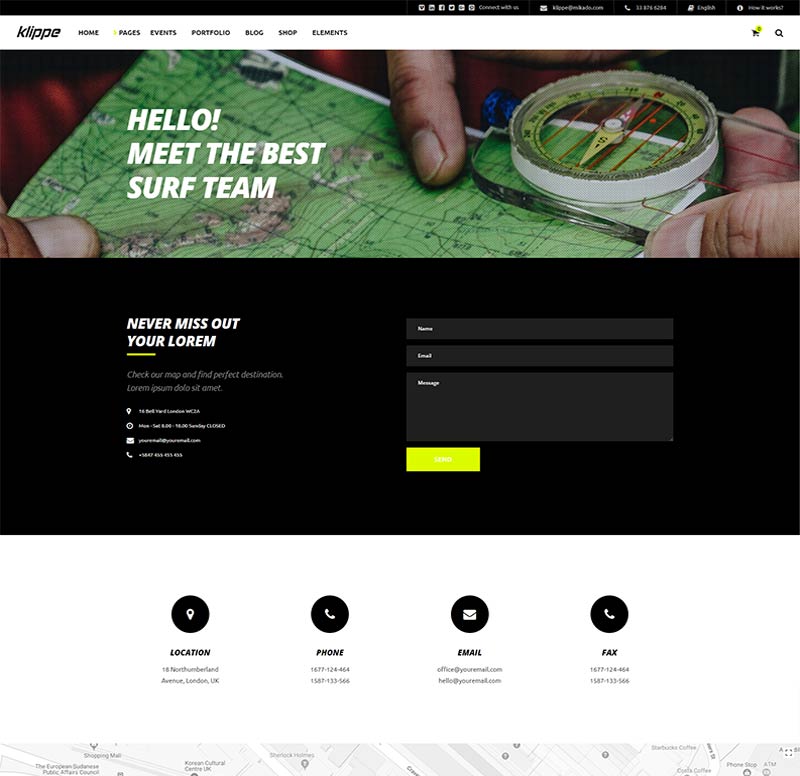 Connect with us klippe@mikado.com 33 876 6284 English How it works?
klippe HOME PAGES EVENTS PORTFOLIO BLOG SHOP ELEMENTS
0
HELLO!
MEET THE BEST
SURF TEAM
NEVER MISS OUT
YOUR LOREM
Check our map and find perfect destination.
Lorem ipsum dolo sit amet.
16 Bell Yard London WC2A
Mon - Sat 8.00 - 18.00 Sunday CLOSED
youremail@youremail.com
+5847 455 455 455
Name
Email
Message
SEND
LOCATION
18 Northumberland
Avenue, London, UK
PHONE
1677-124-464
1587-133-566
EMAIL
office@youremail.com
hello@youremail.com
FAX
1677-124-464
1587-133-566
Shopping Mall
The European Sudanese
Public Affairs Council
Korean Cultural
Centre UK
Sherlock Holmes
Starbucks Coffee
Costa Coffee
Phone Stop
ATM